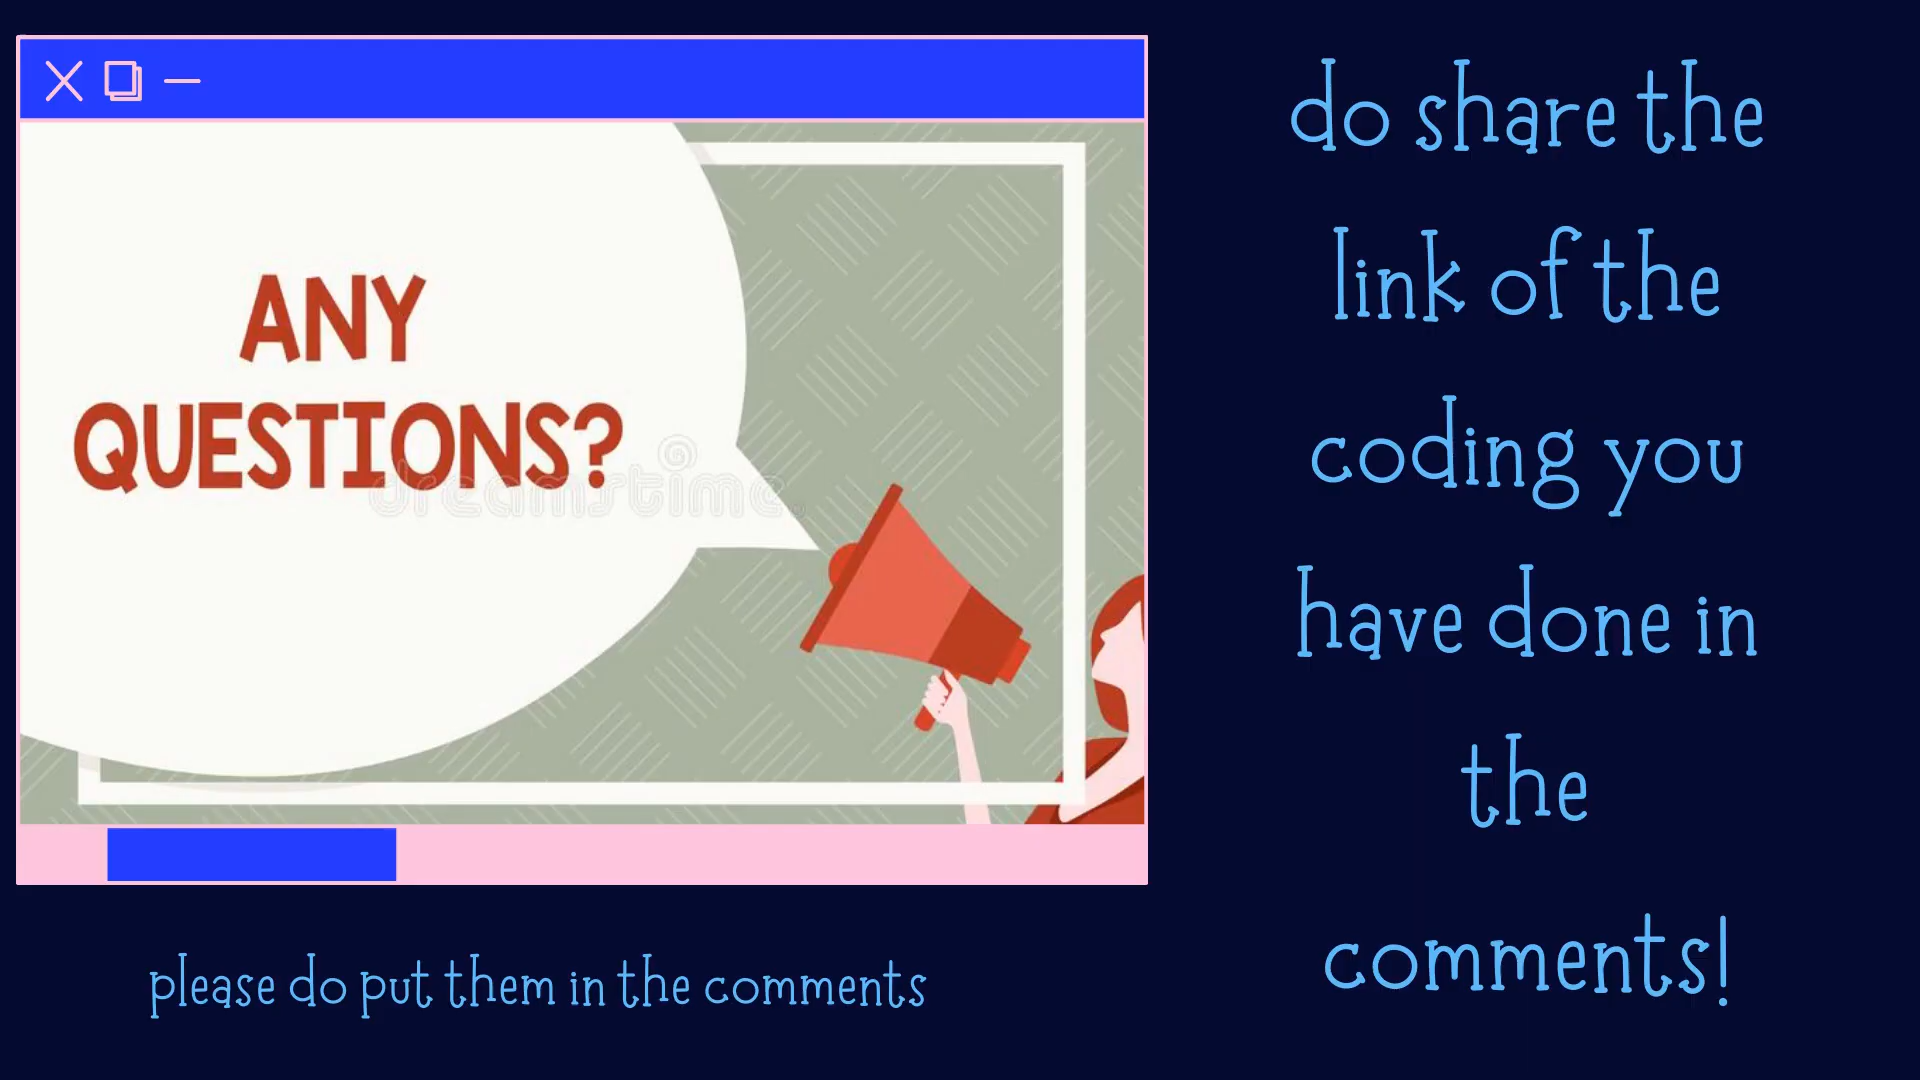 ANY
QUESTIONS?
dreamstime.
please do put them in the comments
do share the
link of the
coding you
have done in
the
comments!